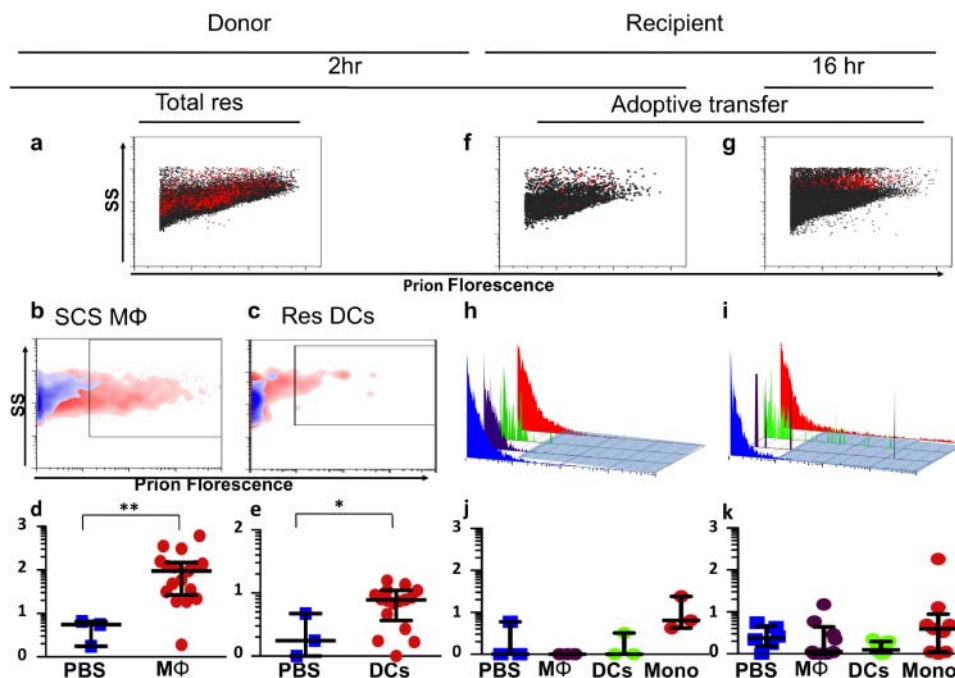 Donor Recipient
2hr 16 hr
Total res Adoptive transfer
a f g
SS
Prion Florescence
b SCS MΦ c Res DCs h i
SS
Prion Florescence
d ** e * j k
3 2 3 3
2 1 2 2
1 0 1 1
0 0 0
PBS MΦ PBS DCs PBS MΦ DCs Mono PBS MΦ DCs Mono